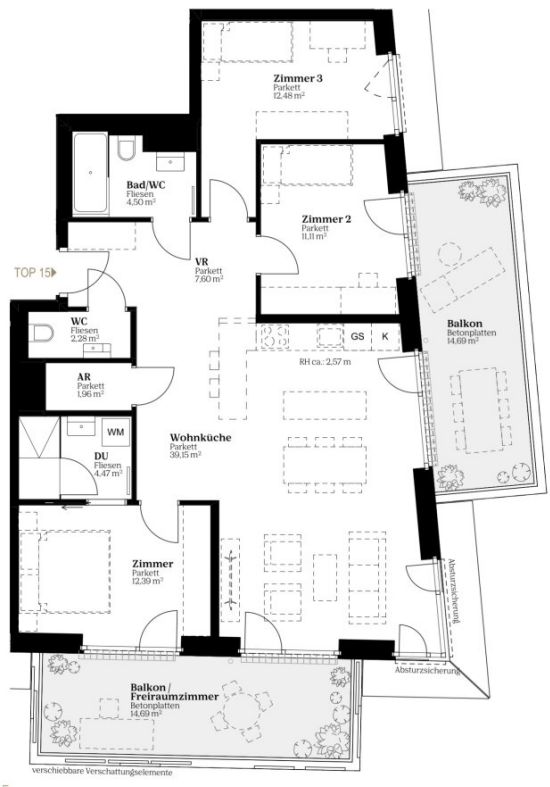 Zimmer 3
Parkett
12,48 m²
Bad/WC
Fliesen
4,50 m²
Zimmer 2
Parkett
11,11 m²
VR
Parkett
7,60 m²
TOP 15
WC
Fliesen
2,28 m²
Balkon
Betonplatten
14,69 m²
GS
K
RH ca.: 2,57 m
AR
Parkett
1,96 m²
WM
DU
Fliesen
4,47 m²
Wohnküche
Parkett
39,15 m²
Zimmer
Parkett
12,39 m²
Absturzsicherung
Absturzsicherung
Balkon/
Freiraumzimmer
Betonplatten
14,69 m²
verschiebbare Verschattungselemente